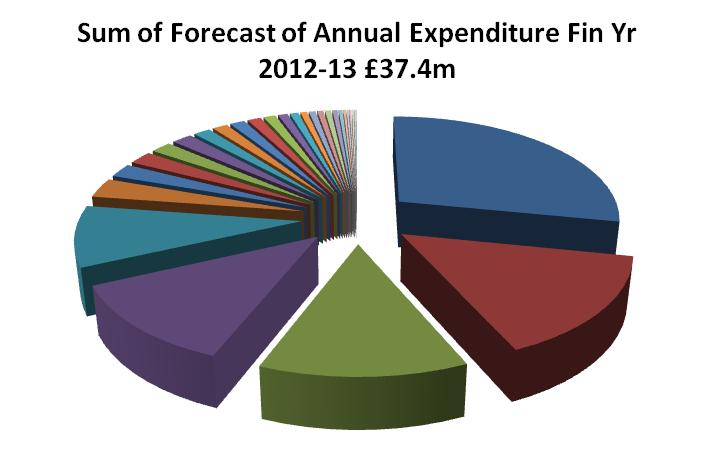 Sum of Forecast of Annual Expenditure Fin Yr
2012-13 £37.4m